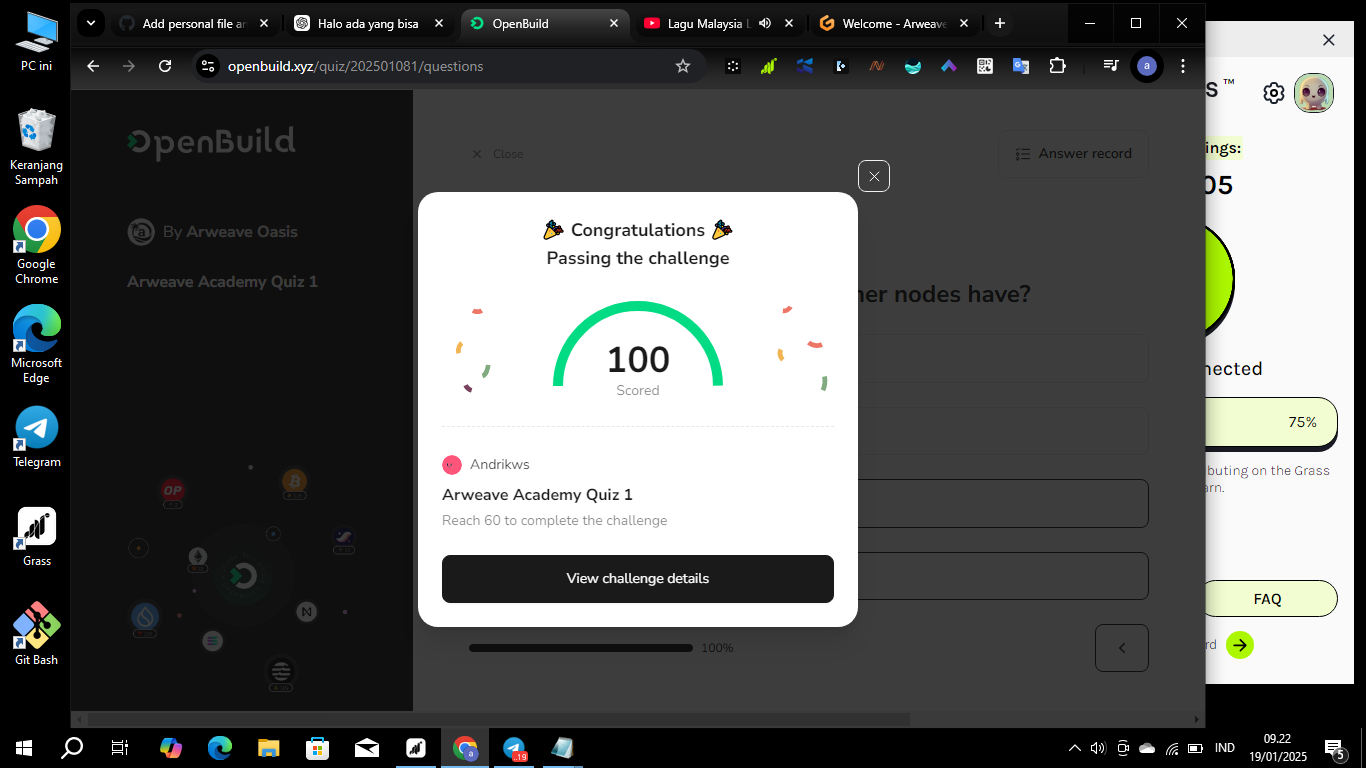 PC ini
Keranjang
Sampah
Google
Chrome
Microsoft
Edge
Telegram
Grass
Git Bash
Add personal file an
Halo ada yang bisa
OpenBuild
Lagu Malaysia L
Welcome - Arweave
openbuild.xyz/quiz/202501081/questions
a
OpenBuild
By Arweave Oasis
Arweave Academy Quiz 1
OP
Close
Answer record
her nodes have?
Congratulations
Passing the challenge
100
Scored
Andrikws
Arweave Academy Quiz 1
Reach 60 to complete the challenge
View challenge details
100%
S ™
ings:
05
nected
75%
buting on the Grass
arn.
FAQ
rd
19
IND
09.22
19/01/2025
5